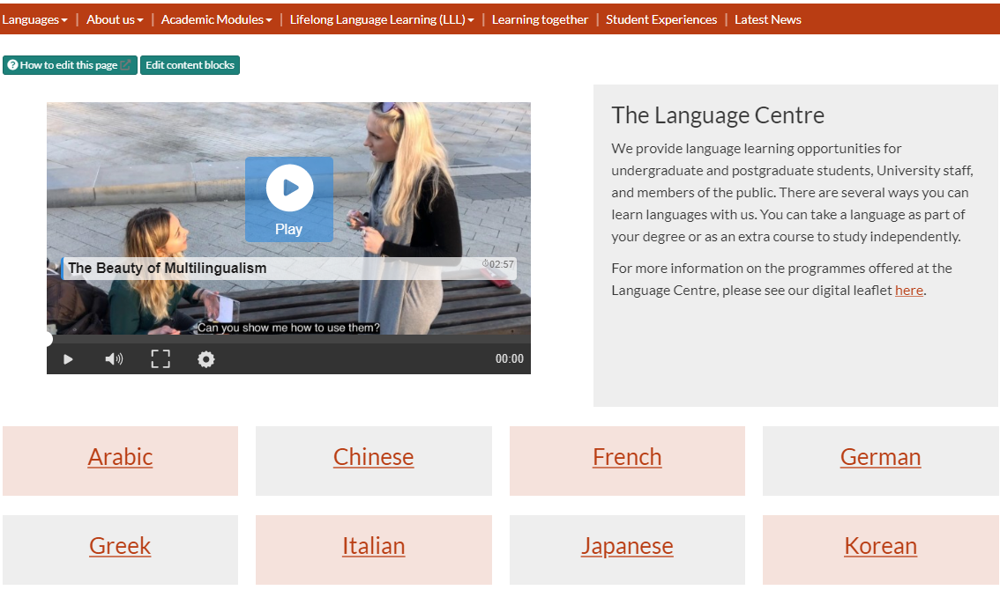 Languages | About us | Academic Modules | Lifelong Language Learning (LLL) | Learning together | Student Experiences | Latest News
How to edit this page Edit content blocks
Play
The Beauty of Multilingualism 02:57
Can you show me how to use them?
00:00
The Language Centre
We provide language learning opportunities for
undergraduate and postgraduate students, University staff,
and members of the public. There are several ways you can
learn languages with us. You can take a language as part of
your degree or as an extra course to study independently.
For more information on the programmes offered at the
Language Centre, please see our digital leaflet here.
Arabic Chinese French German
Greek Italian Japanese Korean